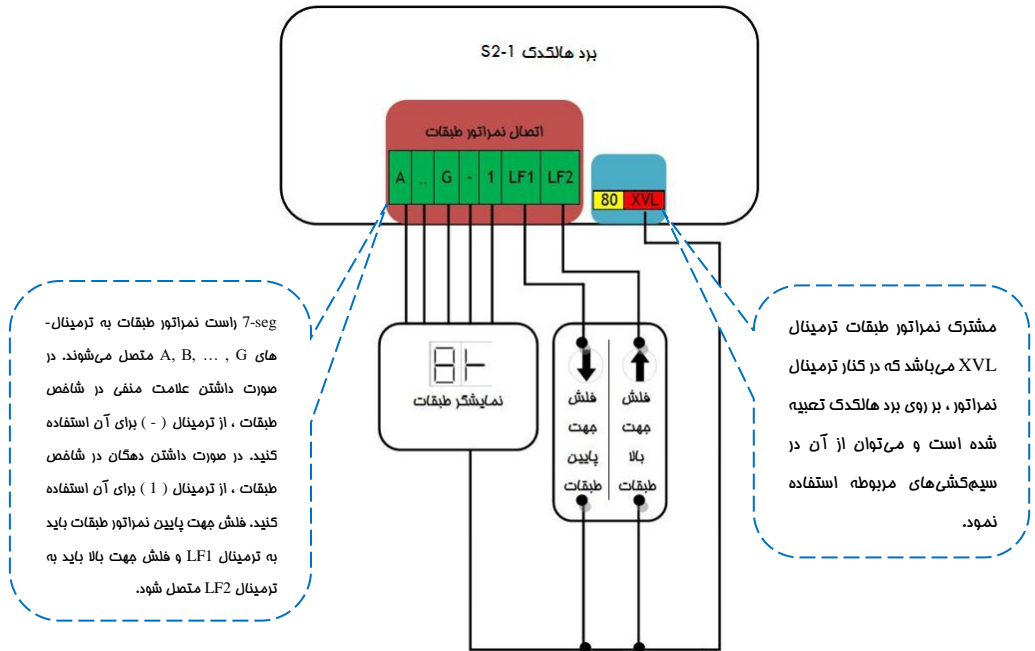 برد هالکدک S2-1
اتصال نمراتور طبقات
A .. G - 1 LF1 LF2
80 XVL
7-seg راست نمراتور طبقات به ترمینال-
های A, B, … , G متصل می‌شوند. در
صورت داشتن علامت منفی در شاخص
طبقات ، از ترمینال ( - ) برای آن استفاده
کنید. در صورت داشتن دهگان در شاخص
طبقات ، از ترمینال ( 1 ) برای آن استفاده
کنید. فلش جهت پایین نمراتور طبقات باید
به ترمینال LF1 و فلش جهت بالا باید به
ترمینال LF2 متصل شود.
نمایشگر طبقات
فلش
جهت
پایین
طبقات
فلش
جهت
بالا
طبقات
مشترک نمراتور طبقات ترمینال
XVL می‌باشد که در کنار ترمینال
نمراتور ، بر روی برد هالکدک تعبیه
شده است و می‌توان از آن در
سیم‌کشی‌های مربوطه استفاده
نمود.